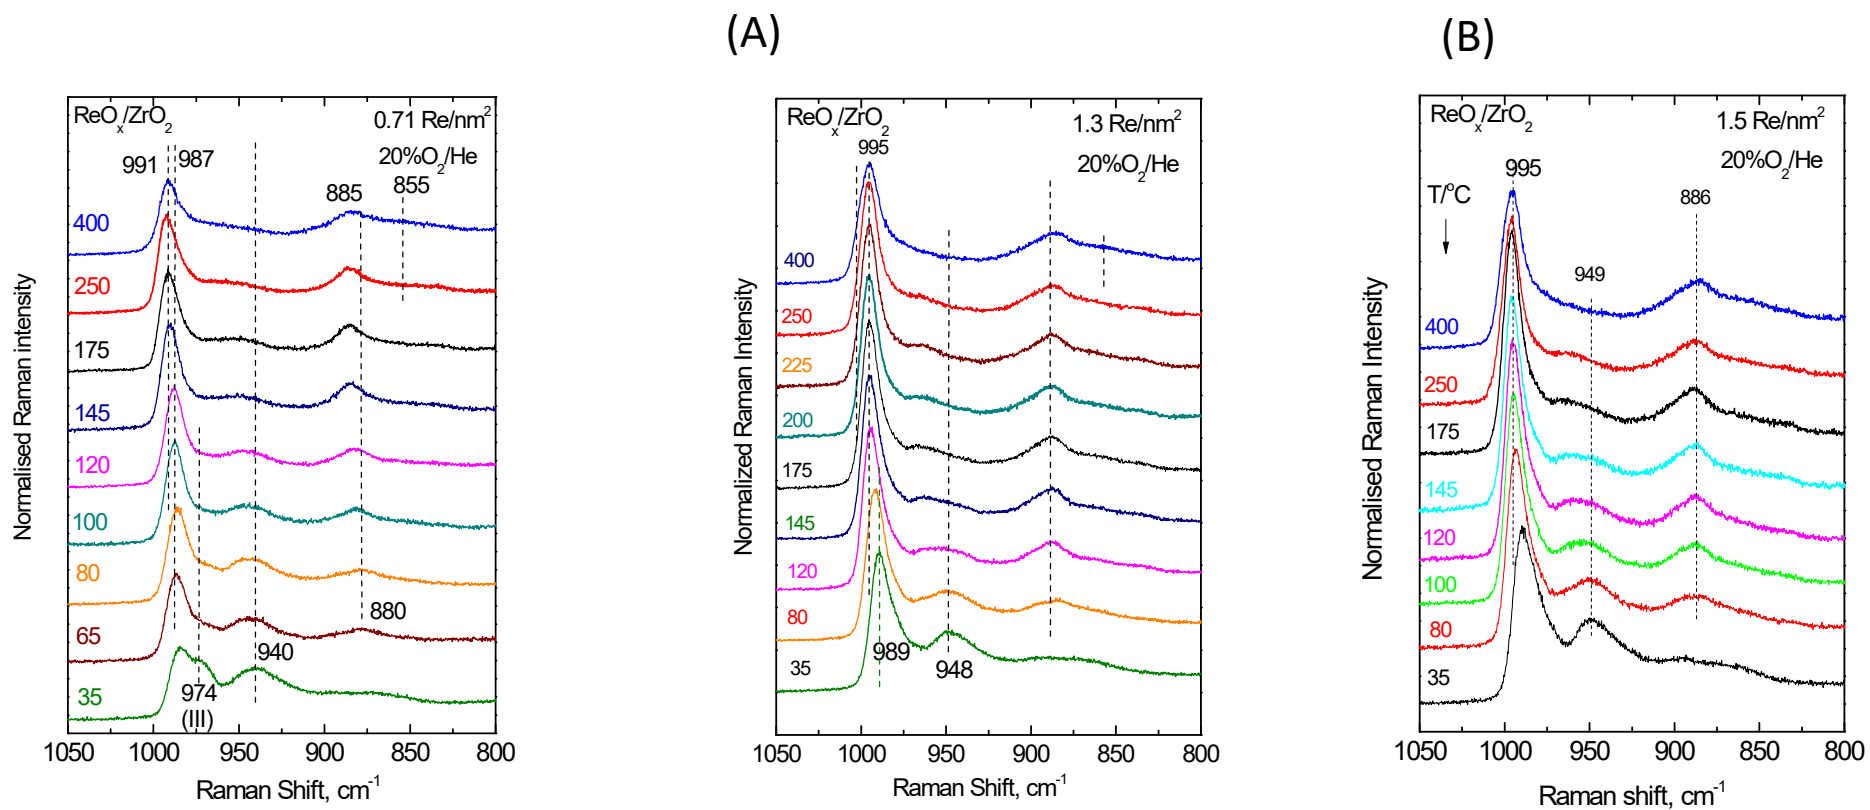 (A)
(B)
ReOx/ZrO2
0.71 Re/nm2
20%O2/He
991
987
885
855
400
250
175
145
120
100
80
65
35
880
940
974
(III)
Normalised Raman intensity
1050 1000 950 900 850 800
Raman Shift, cm-1
ReOx/ZrO2
1.3 Re/nm2
995
20%O2/He
400
250
225
200
175
145
120
80
35
989
948
Normalized Raman Intensity
1050 1000 950 900 850 800
Raman Shift, cm-1
ReOx/ZrO2
1.5 Re/nm2
20%O2/He
995
T/°C
886
949
400
250
175
145
120
100
80
35
Normalised Raman Intensity
1050 1000 950 900 850 800
Raman shift, cm-1